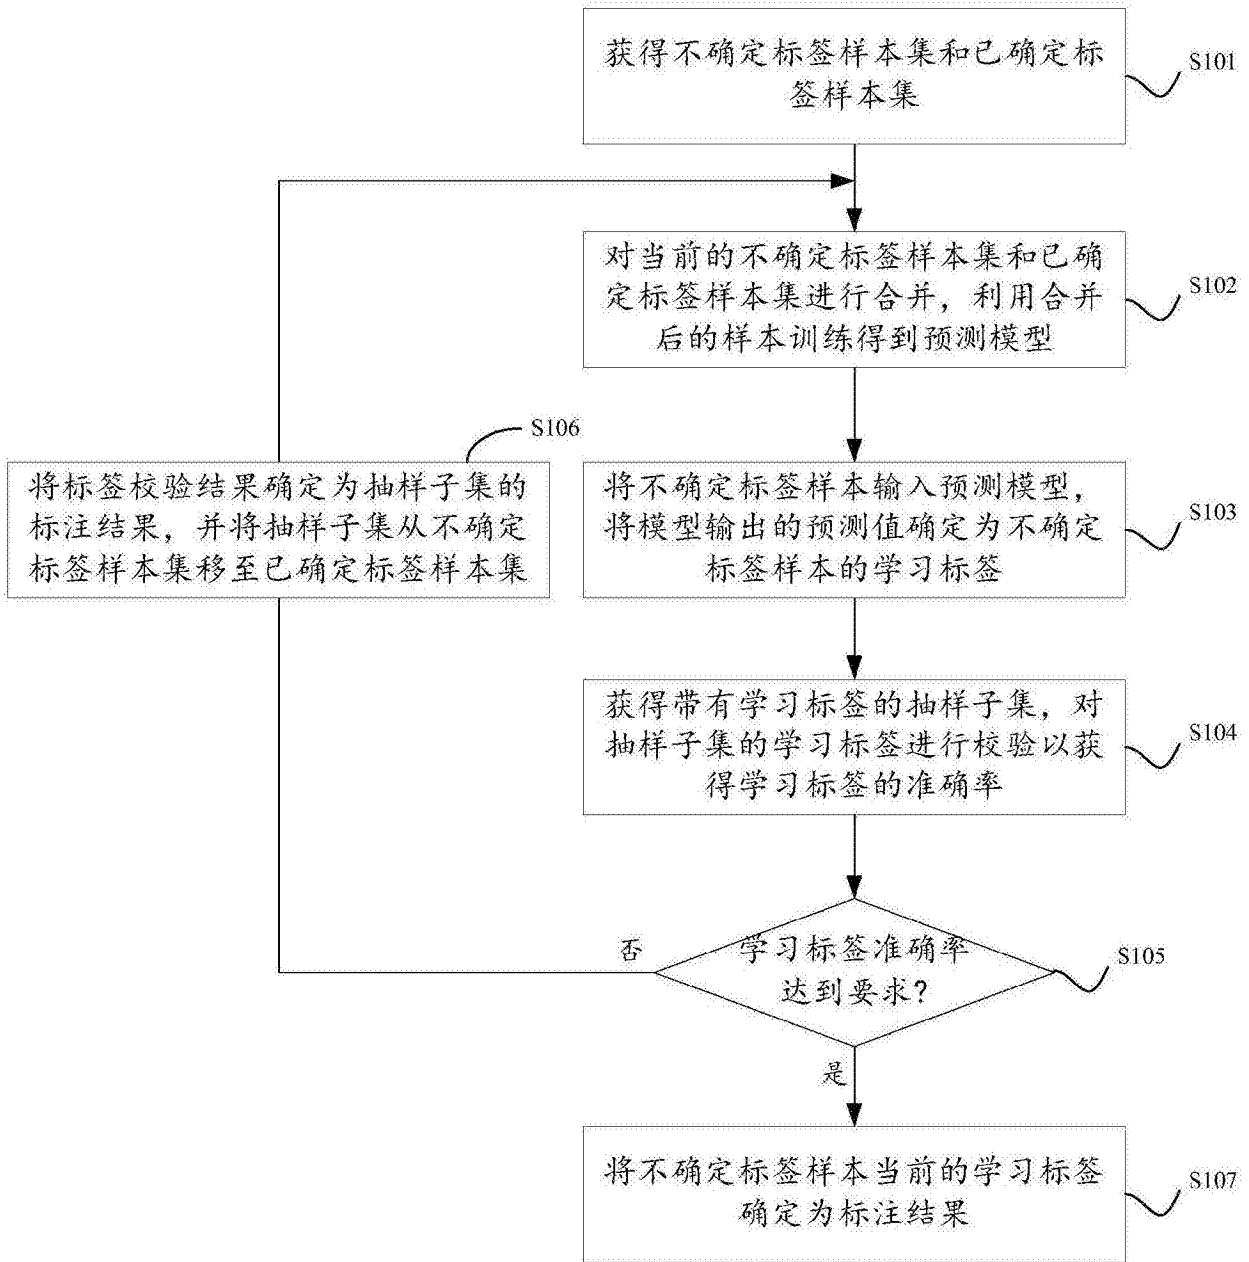 获得不确定标签样本集和已确定标
签样本集
S101
对当前的不确定标签样本集和已确
定标签样本集进行合并，利用合并
后的样本训练得到预测模型
S102
S106
将标签校验结果确定为抽样子集的
标注结果，并将抽样子集从不确定
标签样本集移至已确定标签样本集
将不确定标签样本输入预测模型，
将模型输出的预测值确定为不确定
标签样本的学习标签
S103
获得带有学习标签的抽样子集，对
抽样子集的学习标签进行校验以获
得学习标签的准确率
S104
否
学习标签准确率
达到要求?
S105
是
将不确定标签样本当前的学习标签
确定为标注结果
S107